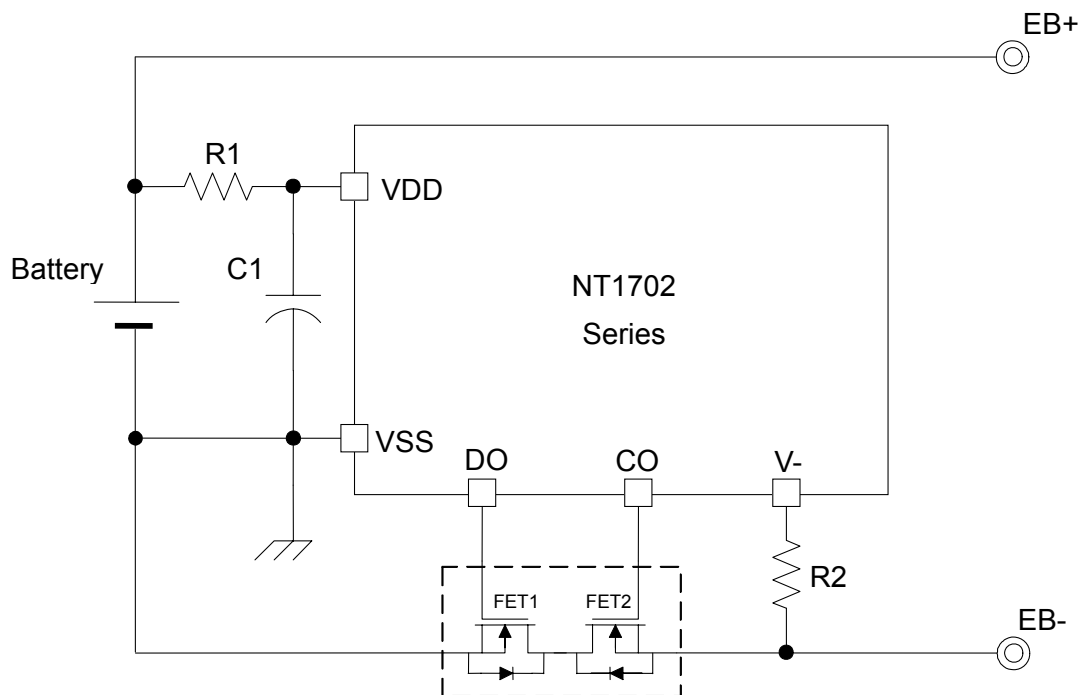 EB+
R1
VDD
Battery
C1
NT1702
Series
VSS
DO
CO
V-
R2
FET1
FET2
EB-